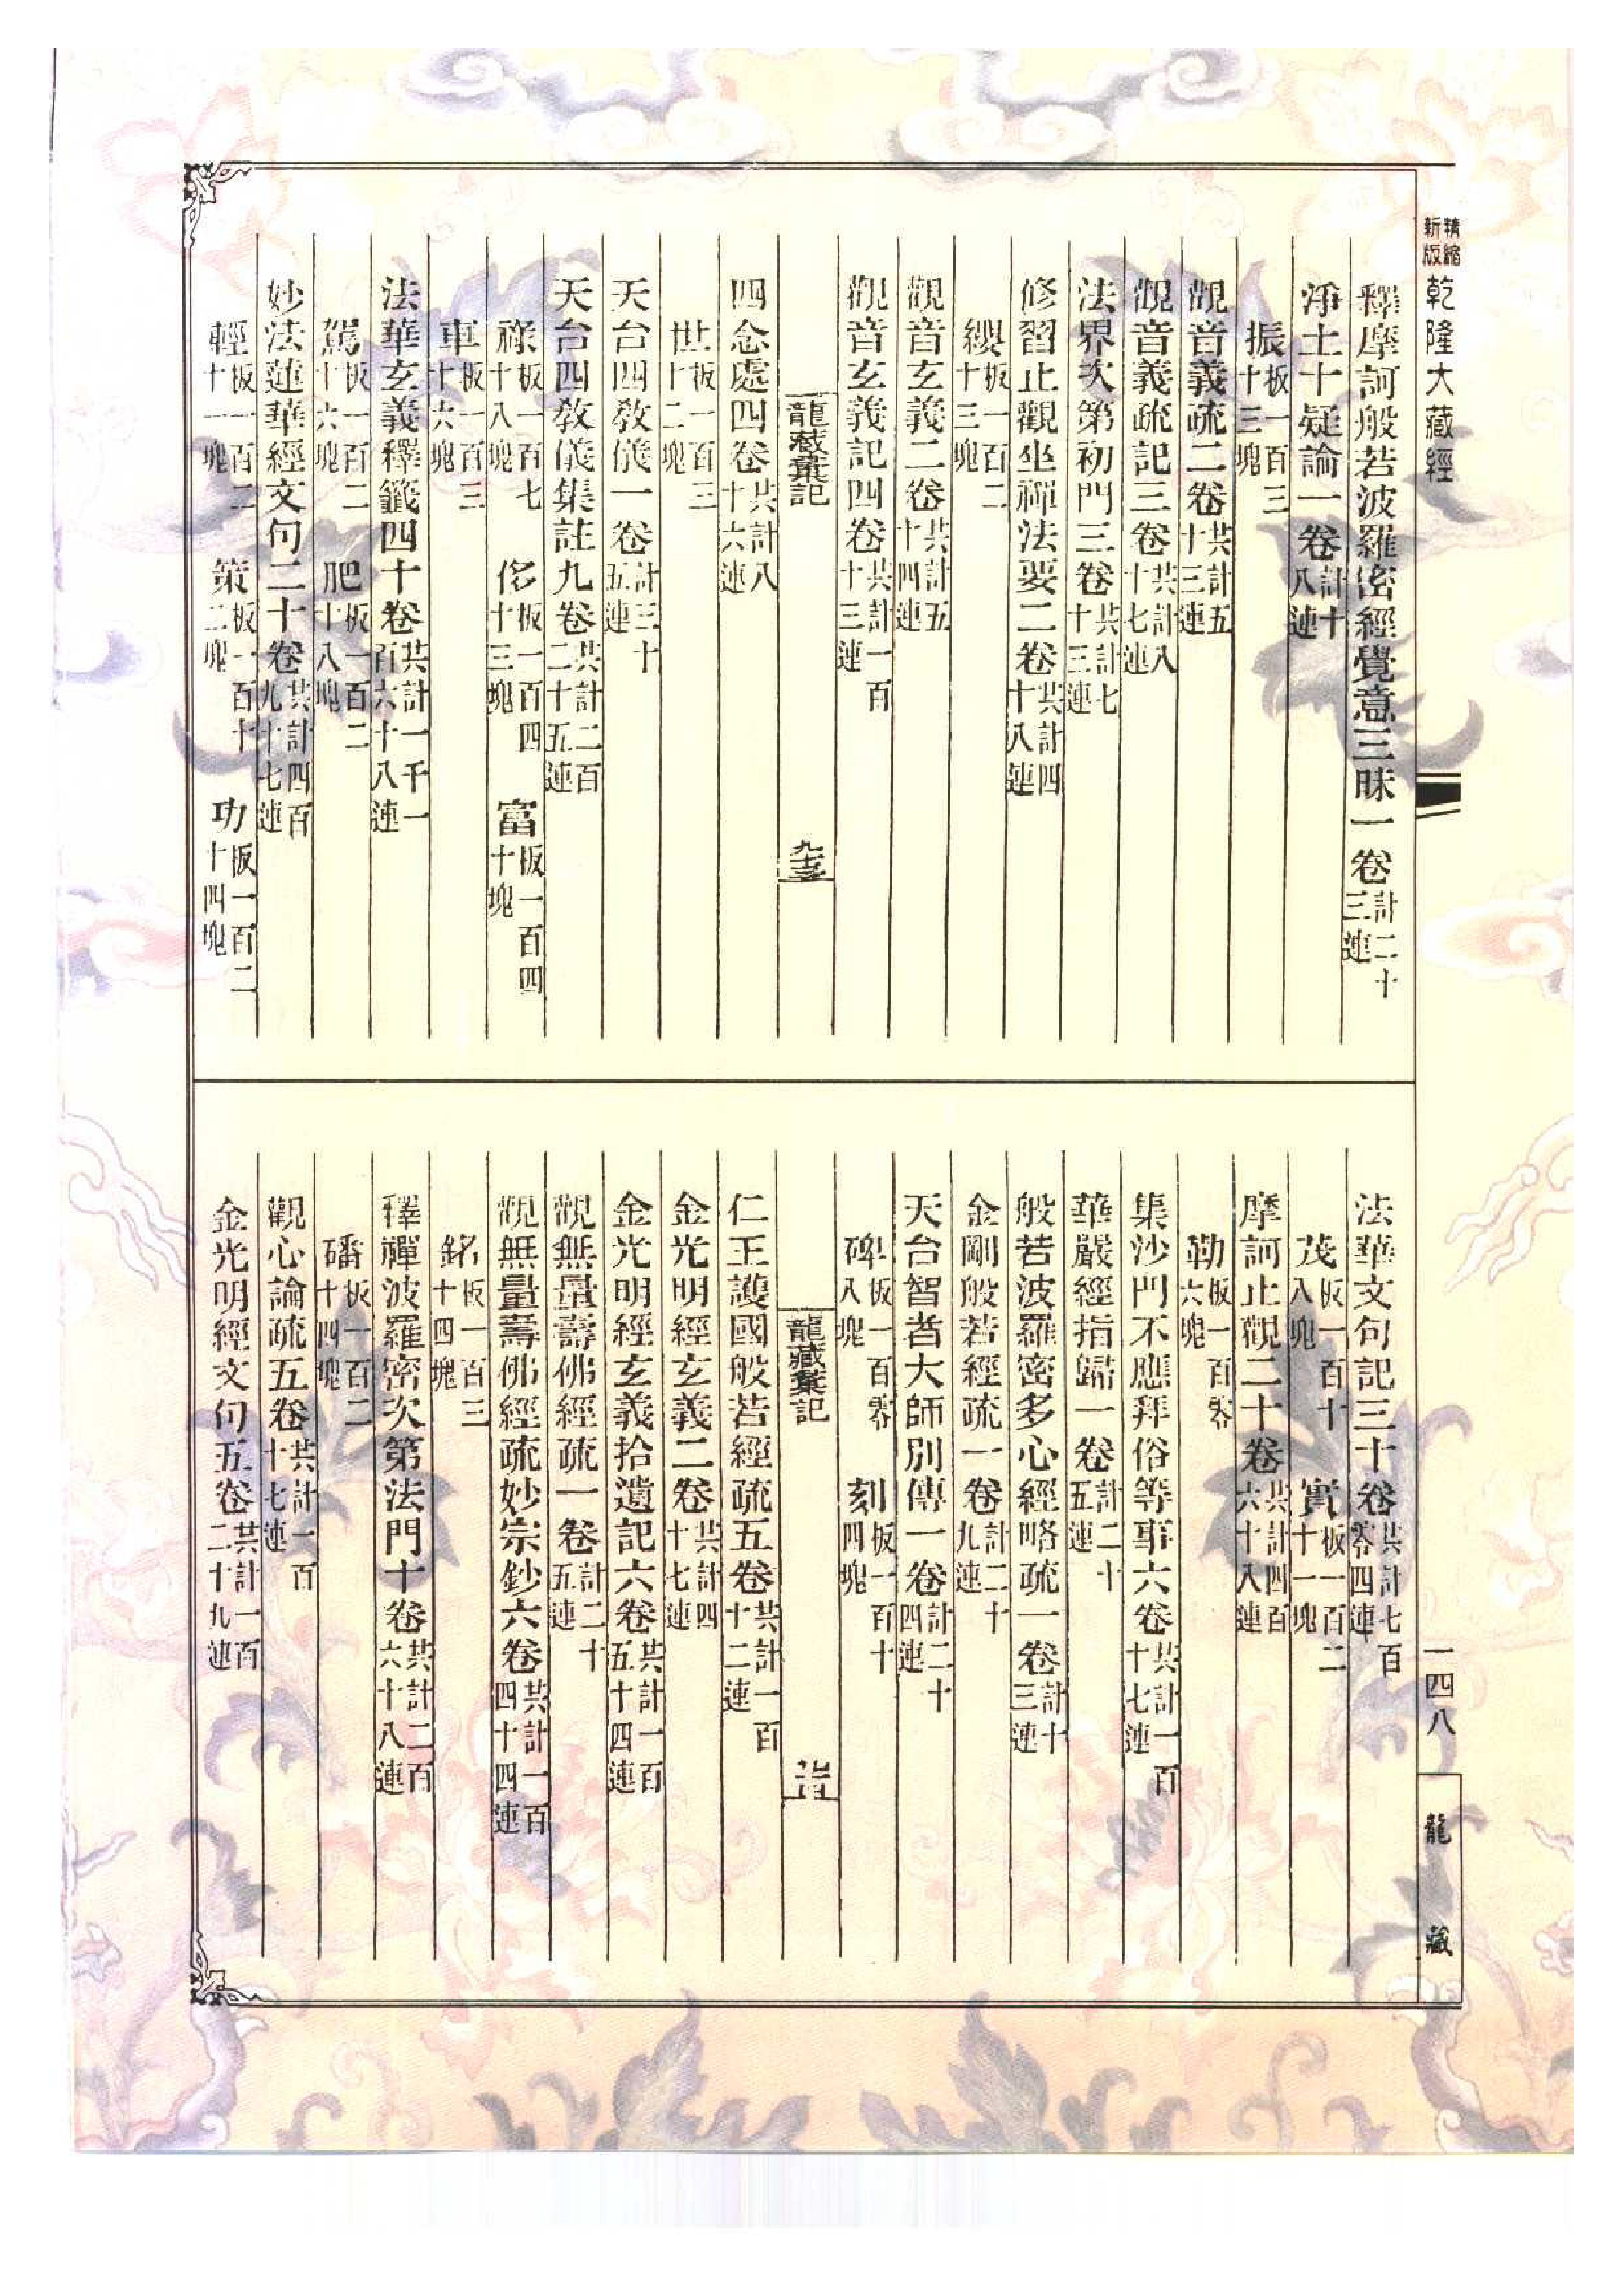 精縮新版乾隆大藏經
釋摩訶般若波羅密經覺意三昧一卷計二十三連
淨土十疑論一卷計十八連
振板一百三十三塊
觀音義疏二卷共計五十三連
觀音義疏記三卷共計八十七連
法界次第初門三卷共計七十三連
修習止觀坐禪法要二卷共計四十八連
纓板一百二十三塊
觀音玄義二卷共計五十四連
觀音玄義記四卷共計一百十三連
龍藏彙記
四念處四卷共計八十六連
世板一百三十二塊
天台四教儀一卷計三十五連
天台四教儀集註九卷共計二百二十五連
祿板一百七十八塊 侈板一百四十三塊 富板一百四十塊
車板一百三十六塊
法華玄義釋籤四十卷共計一千一百六十八連
駕板一百二十六塊 肥板一百二十八塊
妙法蓮華經文句二十卷共計四百九十七連
輕板一百二十一塊 策板一百十二塊 功板一百二十四塊
法華文句記三十卷共計七百零四連
茂板一百十八塊 實板一百二十一塊
摩訶止觀二十卷共計四百六十八連
勒板一百零六塊
集沙門不應拜俗等事六卷共計一百十七連
華嚴經指歸一卷計二十五連
般若波羅密多心經略疏一卷計十三連
金剛般若經疏一卷計二十九連
天台智者大師別傳一卷計二十四連
碑板一百零八塊 刻板一百十四塊
龍藏彙記
仁王護國般若經疏五卷共計一百十二連
金光明經玄義二卷共計四十七連
金光明經玄義拾遺記六卷共計一百五十四連
觀無量壽佛經疏一卷計二十五連
觀無量壽佛經疏妙宗鈔六卷共計一百四十四連
銘板一百三十四塊
釋禪波羅密次第法門十卷共計二百六十八連
磻板一百二十四塊
觀心論疏五卷共計一百十七連
金光明經文句五卷共計一百二十九連
一四八
龍藏